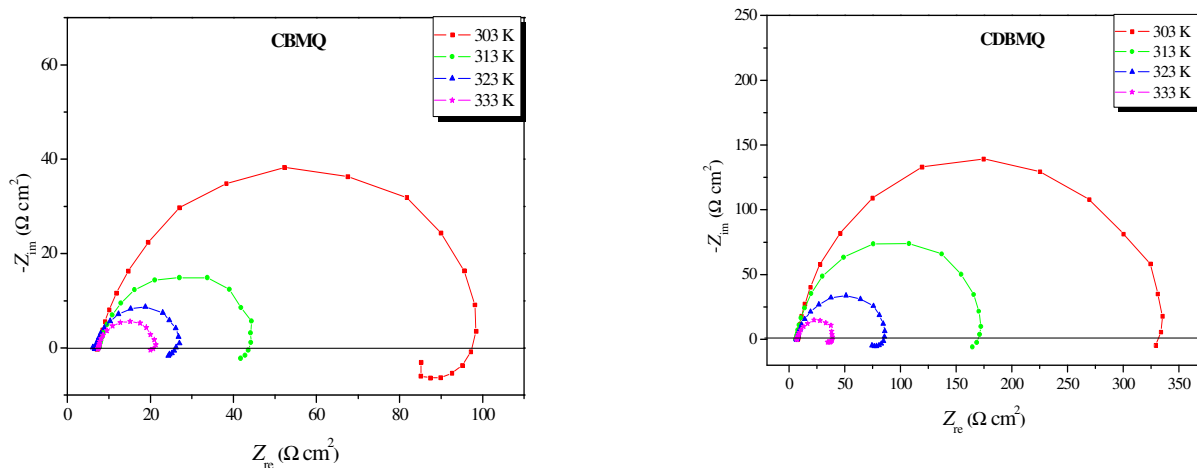 CBMQ
303 K
313 K
323 K
333 K
60
40
20
0
-Z_im (Ω cm²)
0 20 40 60 80 100
Z_re (Ω cm²)
CDBMQ
303 K
313 K
323 K
333 K
250
200
150
100
50
0
-Z_im (Ω cm²)
0 50 100 150 200 250 300 350
Z_re (Ω cm²)